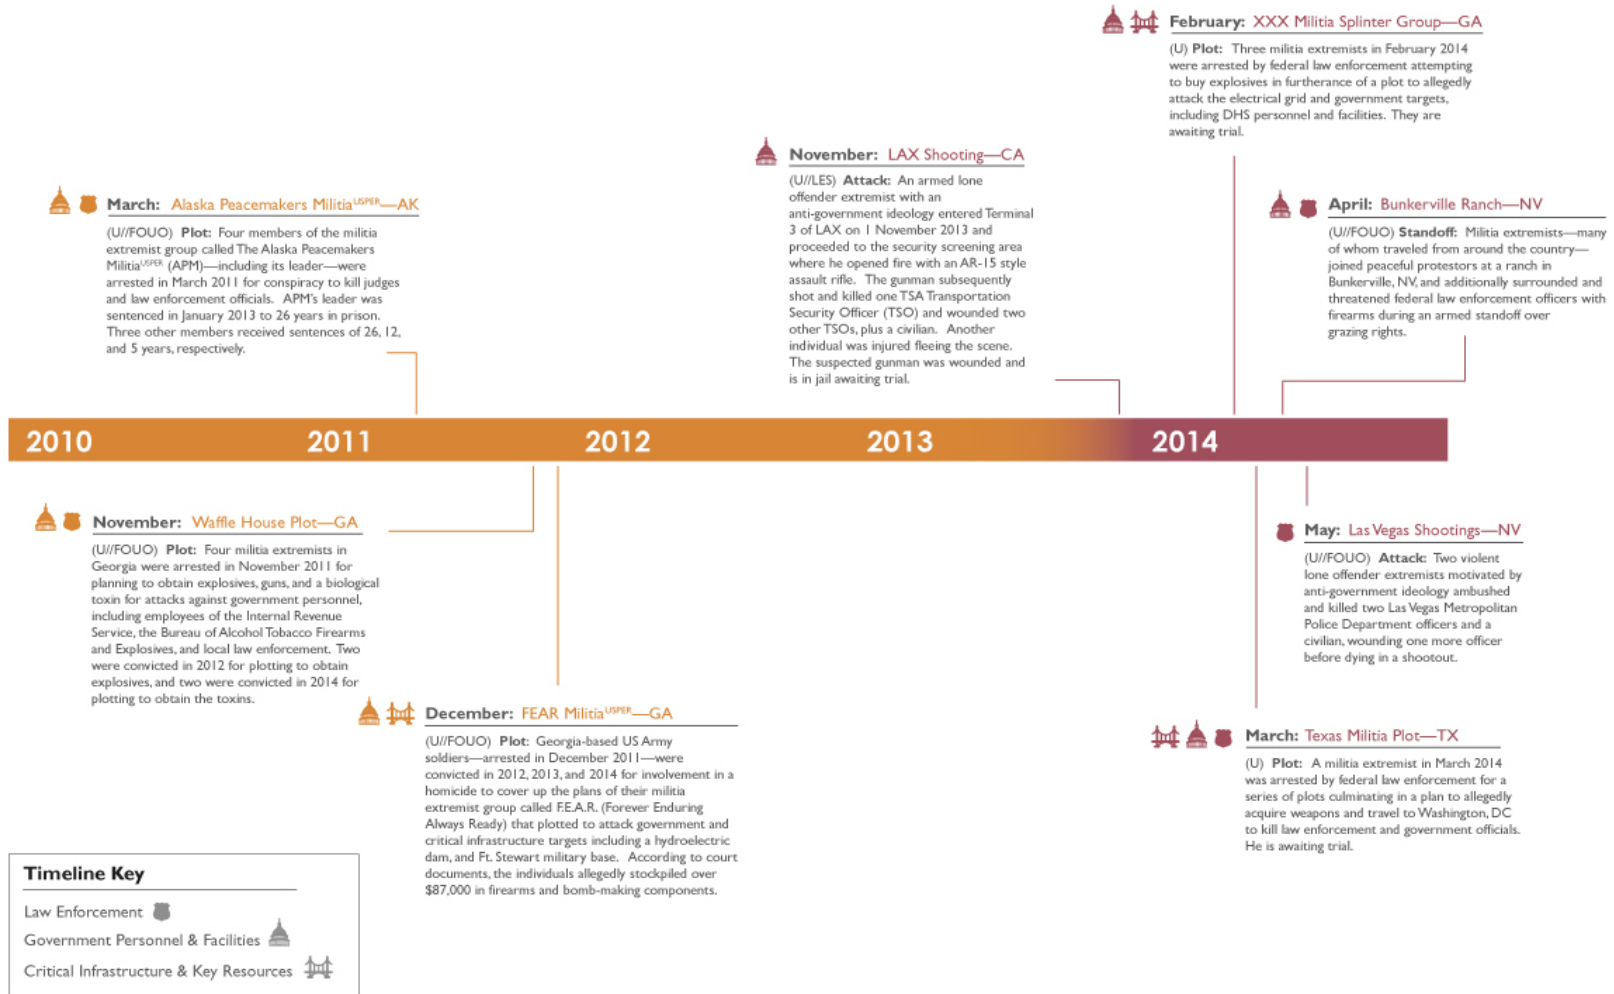 February: XXX Militia Splinter Group—GA
(U) Plot: Three militia extremists in February 2014
were arrested by federal law enforcement attempting
to buy explosives in furtherance of a plot to allegedly
attack the electrical grid and government targets,
including DHS personnel and facilities. They are
awaiting trial.
November: LAX Shooting—CA
(U//LES) Attack: An armed lone
offender extremist with an
anti-government ideology entered Terminal
3 of LAX on 1 November 2013 and
proceeded to the security screening area
where he opened fire with an AR-15 style
assault rifle. The gunman subsequently
shot and killed one TSA Transportation
Security Officer (TSO) and wounded two
other TSOs, plus a civilian. Another
individual was injured fleeing the scene.
The suspected gunman was wounded and
is in jail awaiting trial.
March: Alaska Peacemakers Militia USPER—AK
(U//FOUO) Plot: Four members of the militia
extremist group called The Alaska Peacemakers
Militia USPER (APM)—including its leader—were
arrested in March 2011 for conspiracy to kill judges
and law enforcement officials. APM's leader was
sentenced in January 2013 to 26 years in prison.
Three other members received sentences of 26, 12,
and 5 years, respectively.
April: Bunkerville Ranch—NV
(U//FOUO) Standoff: Militia extremists—many
of whom traveled from around the country—
joined peaceful protestors at a ranch in
Bunkerville, NV, and additionally surrounded and
threatened federal law enforcement officers with
firearms during an armed standoff over
grazing rights.
2010 2011 2012 2013 2014
November: Waffle House Plot—GA
(U//FOUO) Plot: Four militia extremists in
Georgia were arrested in November 2011 for
planning to obtain explosives, guns, and a biological
toxin for attacks against government personnel,
including employees of the Internal Revenue
Service, the Bureau of Alcohol Tobacco Firearms
and Explosives, and local law enforcement. Two
were convicted in 2012 for plotting to obtain
explosives, and two were convicted in 2014 for
plotting to obtain the toxins.
May: Las Vegas Shootings—NV
(U//FOUO) Attack: Two violent
lone offender extremists motivated by
anti-government ideology ambushed
and killed two Las Vegas Metropolitan
Police Department officers and a
civilian, wounding one more officer
before dying in a shootout.
December: FEAR Militia USPER—GA
(U//FOUO) Plot: Georgia-based US Army
soldiers—arrested in December 2011—were
convicted in 2012, 2013, and 2014 for involvement in a
homicide to cover up the plans of their militia
extremist group called F.E.A.R. (Forever Enduring
Always Ready) that plotted to attack government and
critical infrastructure targets including a hydroelectric
dam, and Ft. Stewart military base. According to court
documents, the individuals allegedly stockpiled over
$87,000 in firearms and bomb-making components.
March: Texas Militia Plot—TX
(U) Plot: A militia extremist in March 2014
was arrested by federal law enforcement for a
series of plots culminating in a plan to allegedly
acquire weapons and travel to Washington, DC
to kill law enforcement and government officials.
He is awaiting trial.
Timeline Key
Law Enforcement
Government Personnel & Facilities
Critical Infrastructure & Key Resources